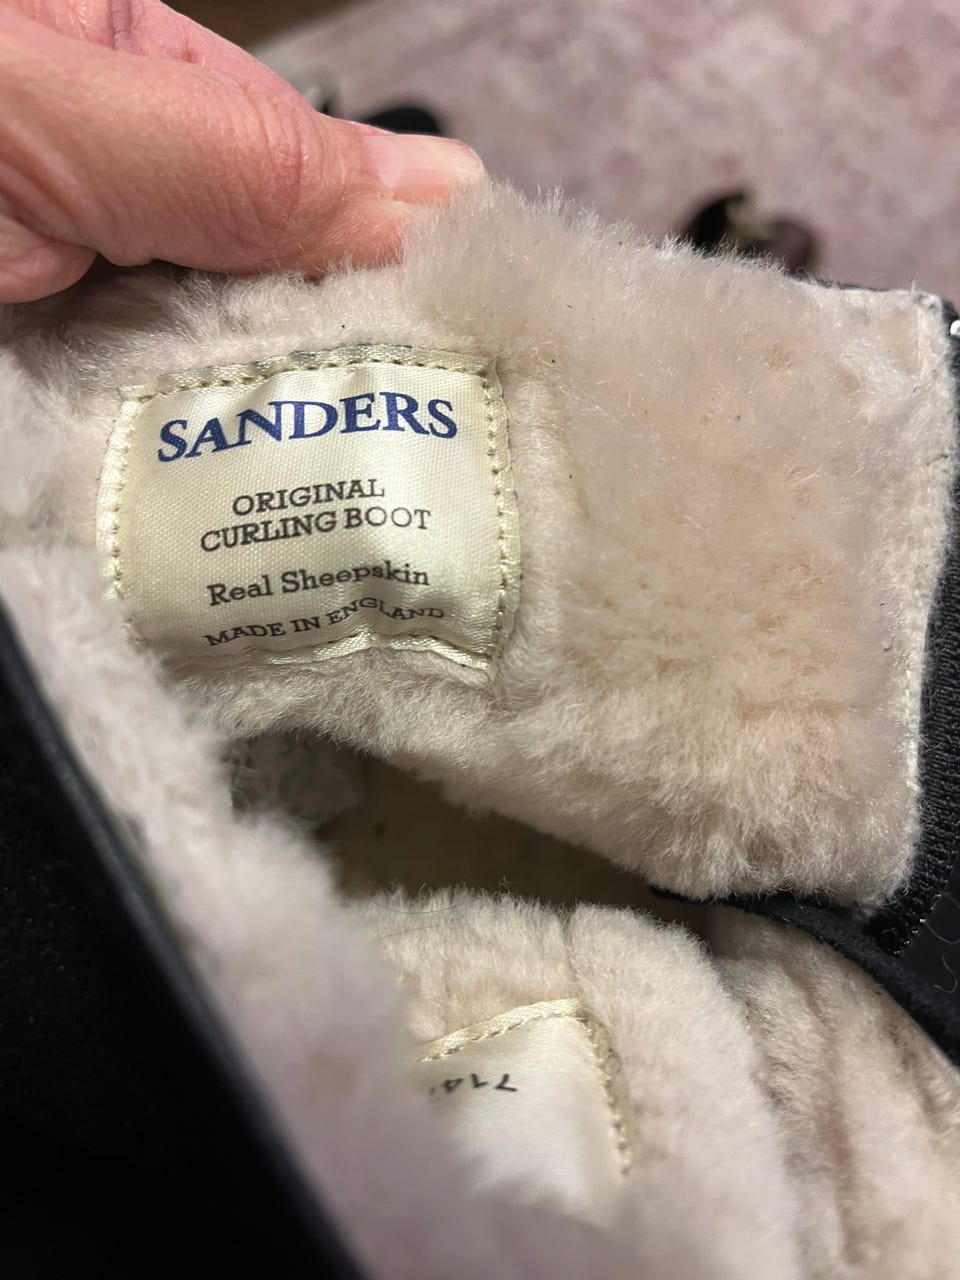 SANDERS
ORIGINAL
CURLING BOOT
Real Sheepskin
MADE IN ENGLAND